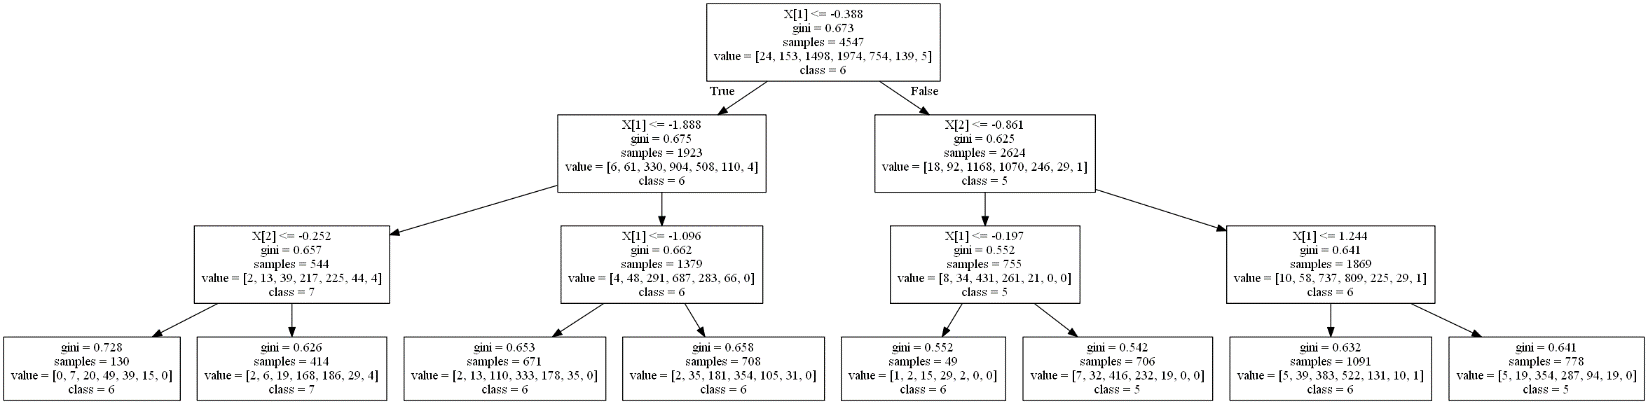 X[1] <= -0.388
gini = 0.673
samples = 4547
value = [24, 153, 1498, 1974, 754, 139, 5]
class = 6
True
False
X[1] <= -1.888
gini = 0.675
samples = 1923
value = [6, 61, 330, 904, 508, 110, 4]
class = 6
X[2] <= -0.861
gini = 0.625
samples = 2624
value = [18, 92, 1168, 1070, 246, 29, 1]
class = 5
X[2] <= -0.252
gini = 0.657
samples = 544
value = [2, 13, 39, 217, 225, 44, 4]
class = 7
X[1] <= -1.096
gini = 0.662
samples = 1379
value = [4, 48, 291, 687, 283, 66, 0]
class = 6
X[1] <= -0.197
gini = 0.552
samples = 755
value = [8, 34, 431, 261, 21, 0, 0]
class = 5
X[1] <= 1.244
gini = 0.641
samples = 1869
value = [10, 58, 737, 809, 225, 29, 1]
class = 6
gini = 0.728
samples = 130
value = [0, 7, 20, 49, 39, 15, 0]
class = 6
gini = 0.626
samples = 414
value = [2, 6, 19, 168, 186, 29, 4]
class = 7
gini = 0.653
samples = 671
value = [2, 13, 110, 333, 178, 35, 0]
class = 6
gini = 0.658
samples = 708
value = [2, 35, 181, 354, 105, 31, 0]
class = 6
gini = 0.552
samples = 49
value = [1, 2, 15, 29, 2, 0, 0]
class = 6
gini = 0.542
samples = 706
value = [7, 32, 416, 232, 19, 0, 0]
class = 5
gini = 0.632
samples = 1091
value = [5, 39, 383, 522, 131, 10, 1]
class = 6
gini = 0.641
samples = 778
value = [5, 19, 354, 287, 94, 19, 0]
class = 5